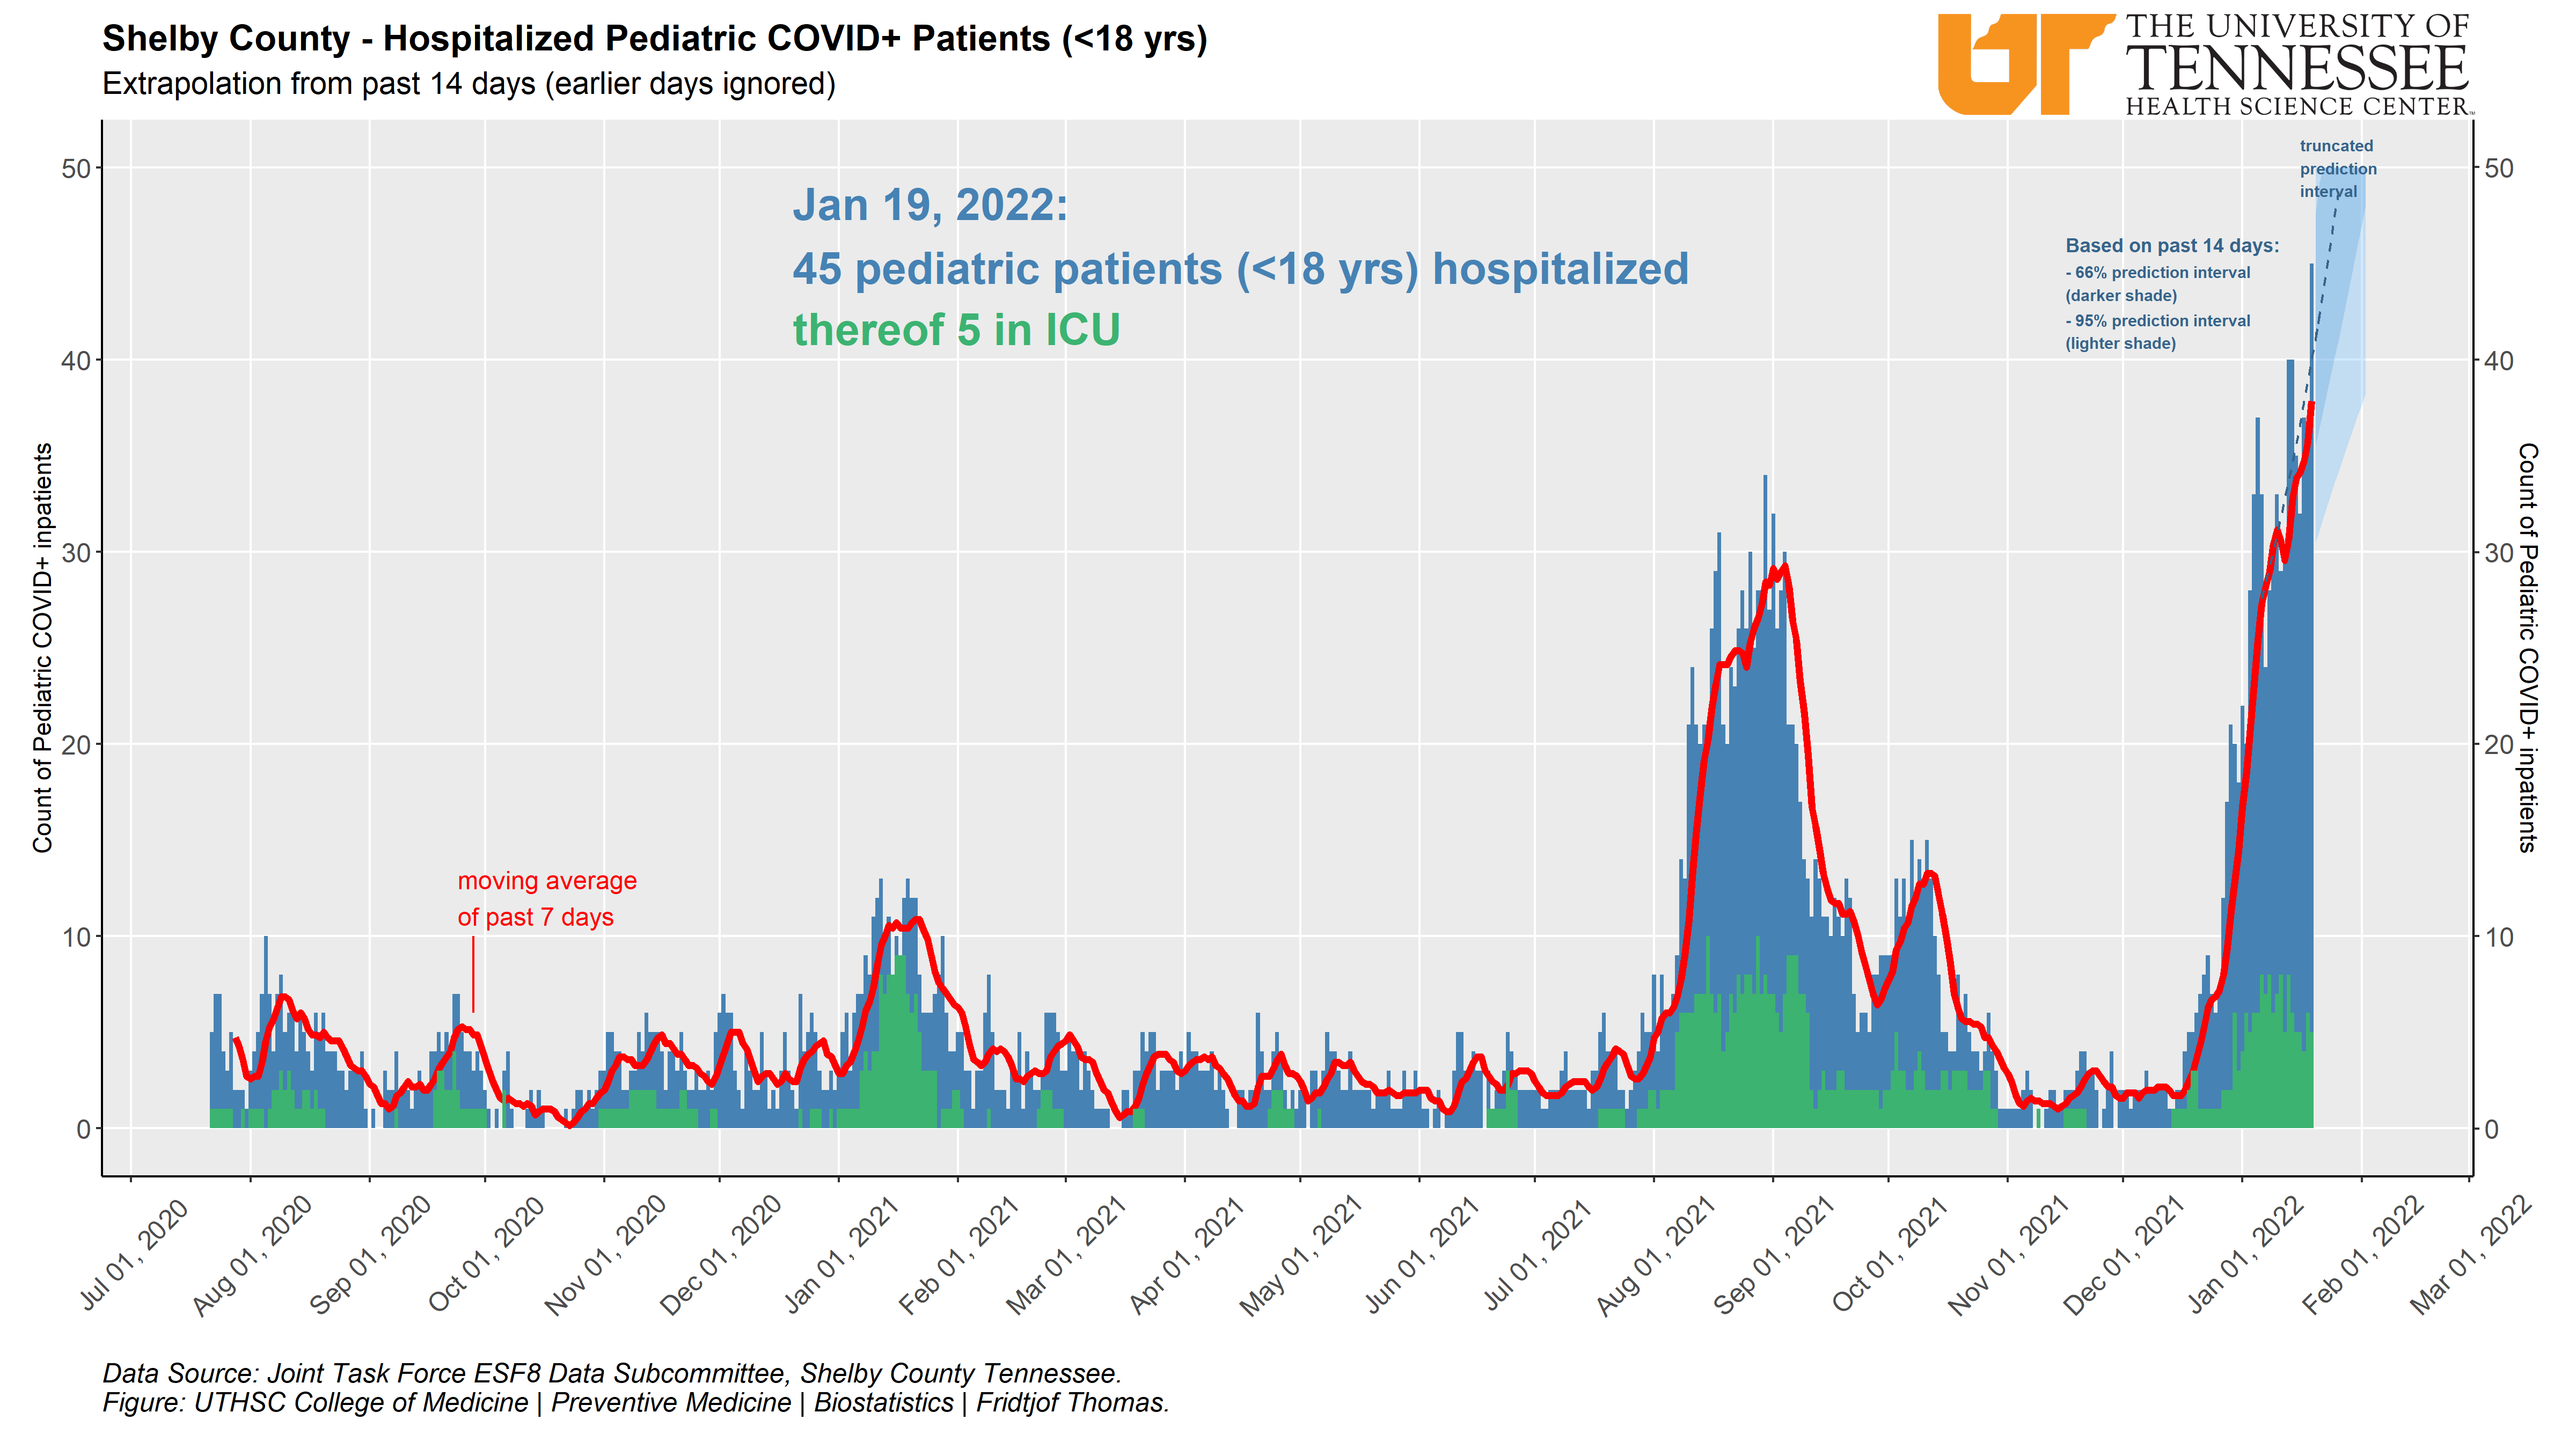 Shelby County - Hospitalized Pediatric COVID+ Patients (<18 yrs)
Extrapolation from past 14 days (earlier days ignored)
THE UNIVERSITY OF
TENNESSEE
HEALTH SCIENCE CENTER
truncated
prediction
interval
Jan 19, 2022:
45 pediatric patients (<18 yrs) hospitalized
thereof 5 in ICU
Based on past 14 days:
- 66% prediction interval
(darker shade)
- 95% prediction interval
(lighter shade)
moving average
of past 7 days
Count of Pediatric COVID+ inpatients
50
40
30
20
10
0
50
40
30
20
10
0
Count of Pediatric COVID+ inpatients
Jul 01, 2020
Aug 01, 2020
Sep 01, 2020
Oct 01, 2020
Nov 01, 2020
Dec 01, 2020
Jan 01, 2021
Feb 01, 2021
Mar 01, 2021
Apr 01, 2021
May 01, 2021
Jun 01, 2021
Jul 01, 2021
Aug 01, 2021
Sep 01, 2021
Oct 01, 2021
Nov 01, 2021
Dec 01, 2021
Jan 01, 2022
Feb 01, 2022
Mar 01, 2022
Data Source: Joint Task Force ESF8 Data Subcommittee, Shelby County Tennessee.
Figure: UTHSC College of Medicine | Preventive Medicine | Biostatistics | Fridtjof Thomas.